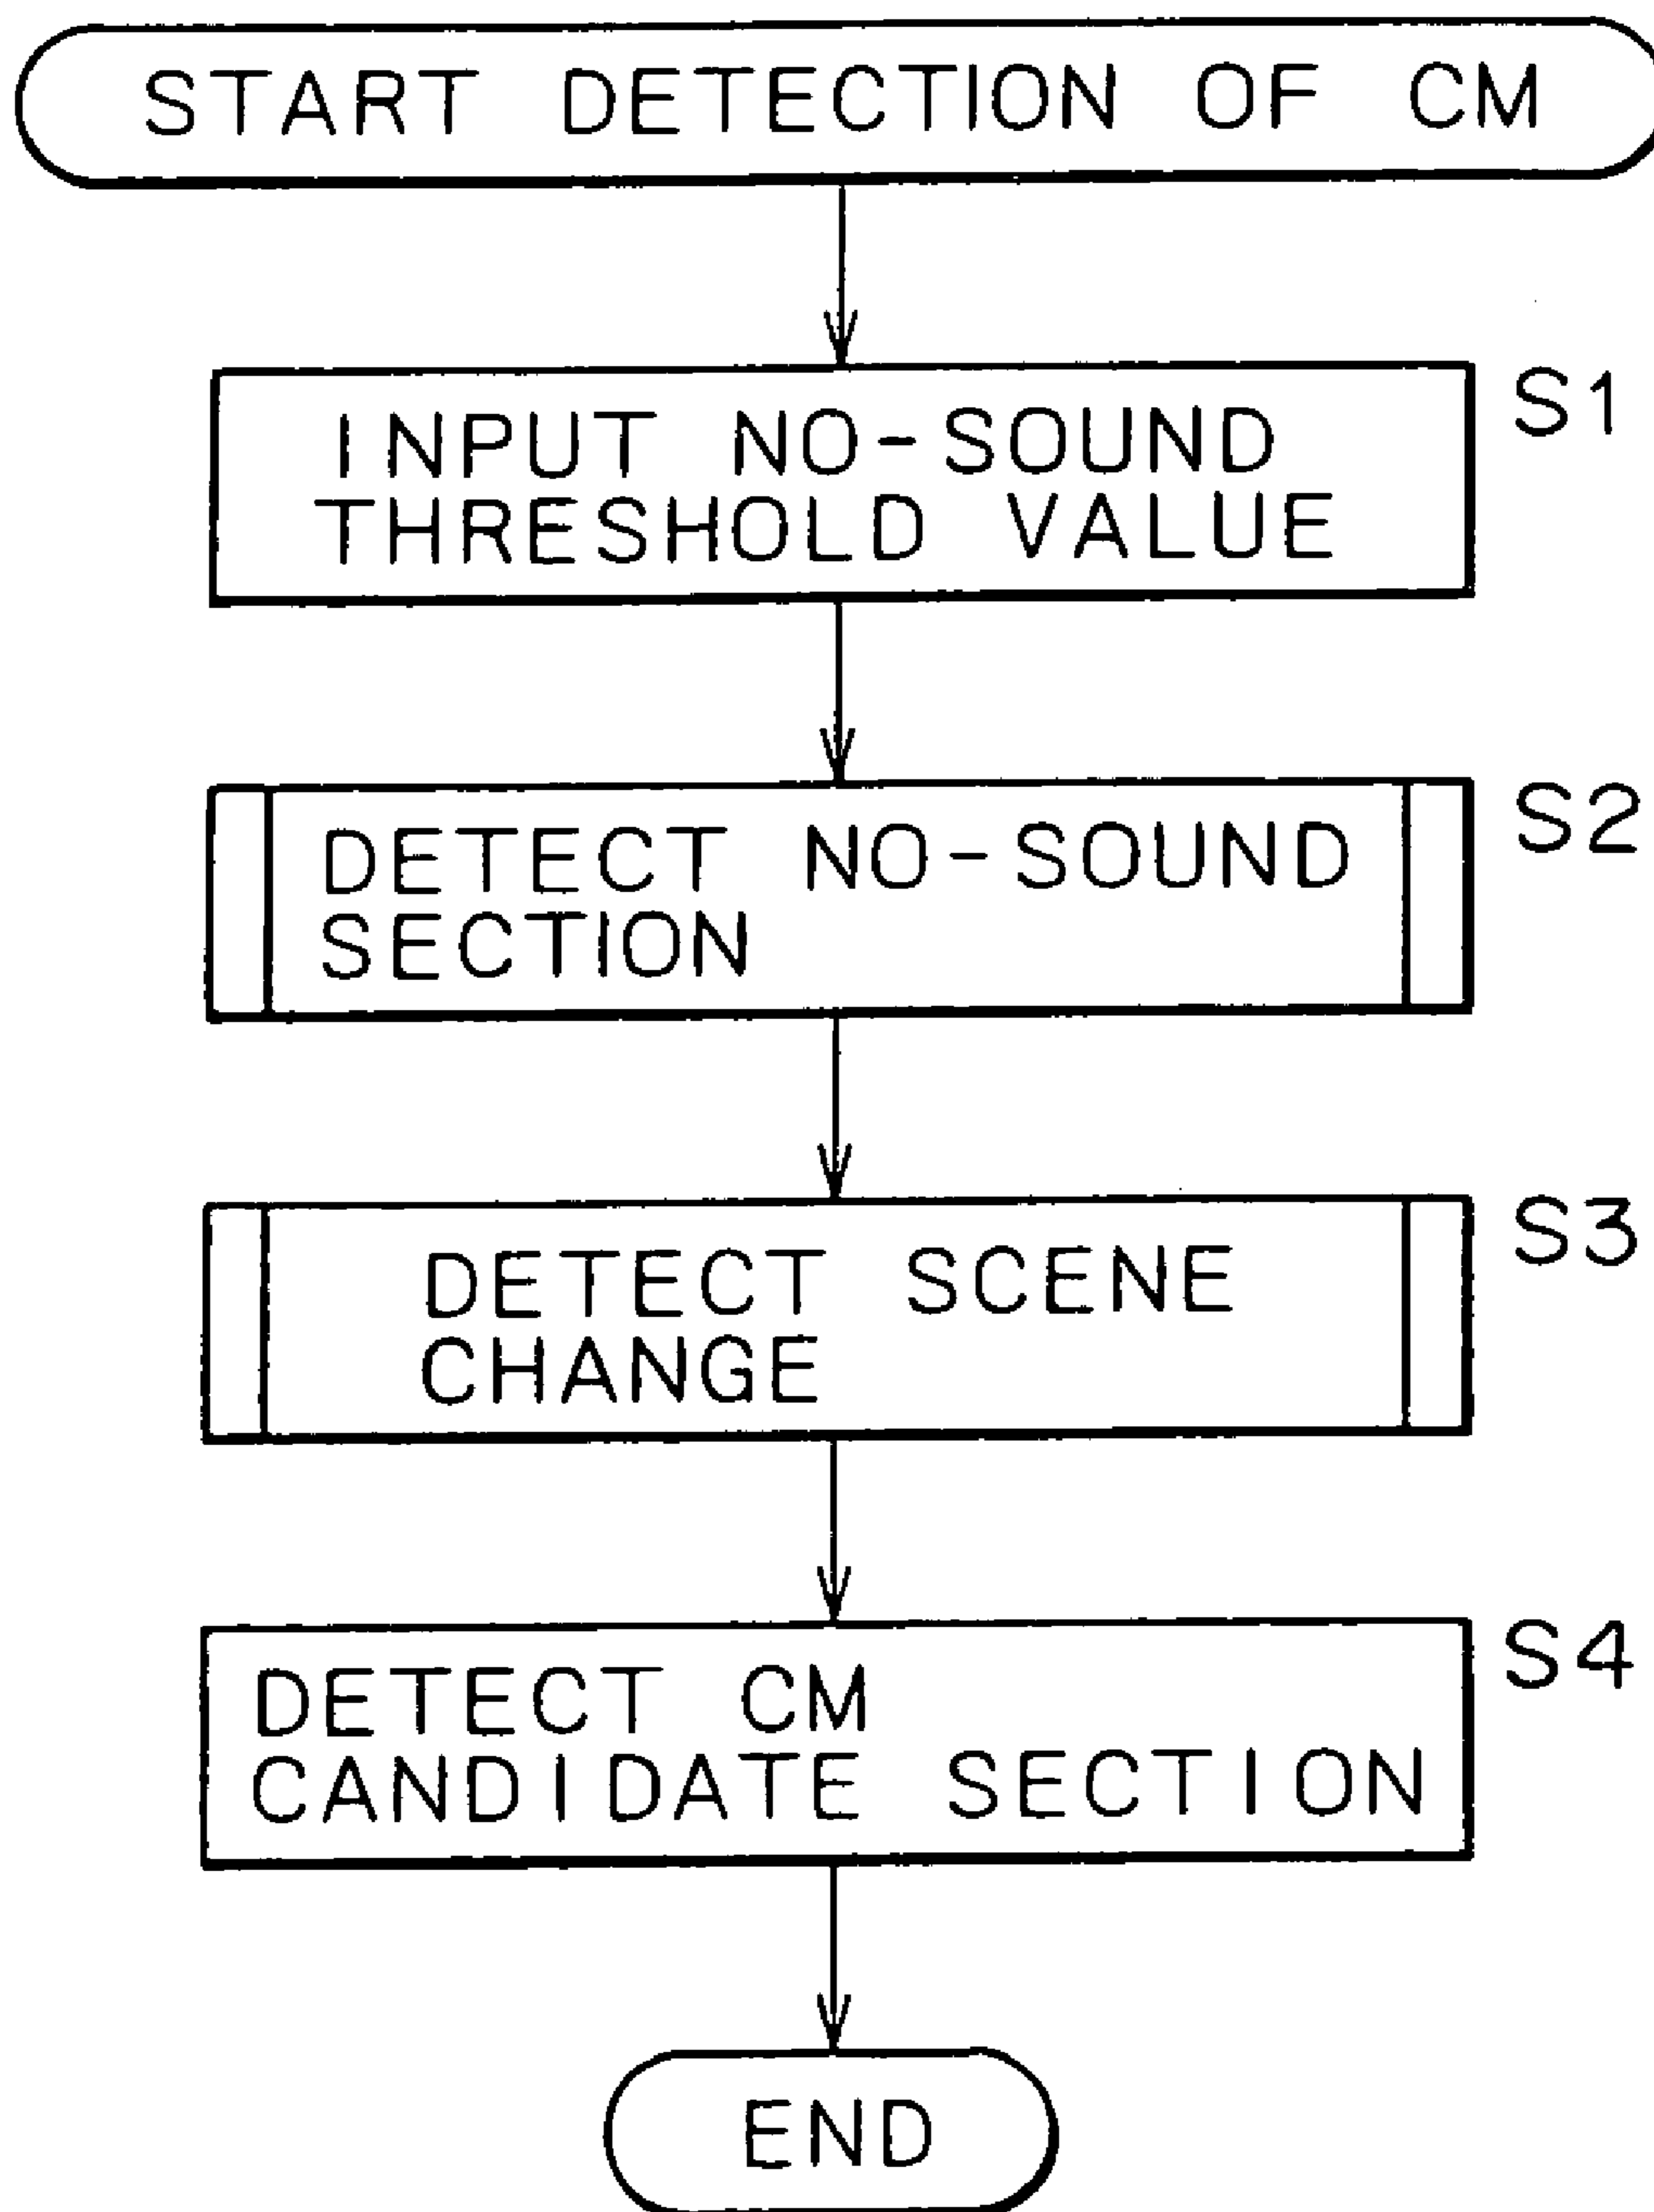 START DETECTION OF CM
S1
INPUT NO-SOUND
THRESHOLD VALUE
S2
DETECT NO-SOUND
SECTION
S3
DETECT SCENE
CHANGE
S4
DETECT CM
CANDIDATE SECTION
END